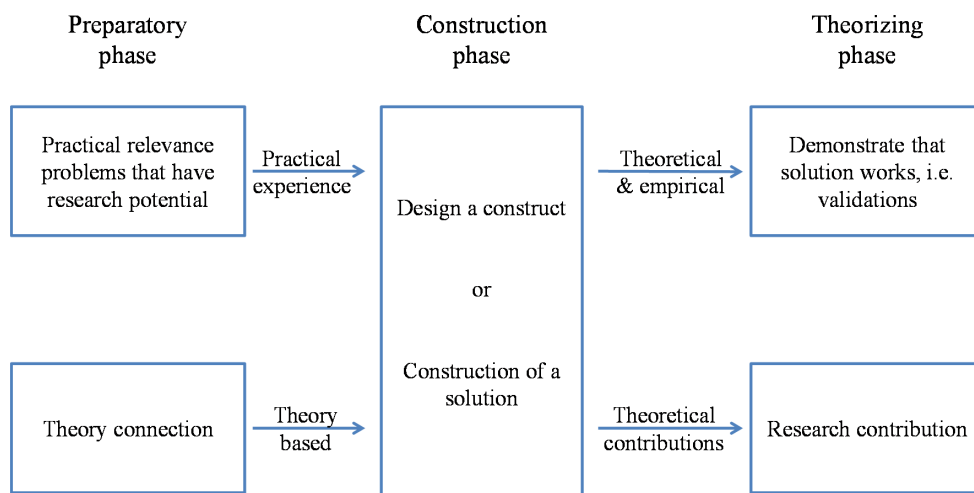 Preparatory
phase
Construction
phase
Theorizing
phase
Practical relevance
problems that have
research potential
Practical
experience
Design a construct
or
Construction of a
solution
Theoretical
& empirical
Demonstrate that
solution works, i.e.
validations
Theory connection
Theory
based
Theoretical
contributions
Research contribution